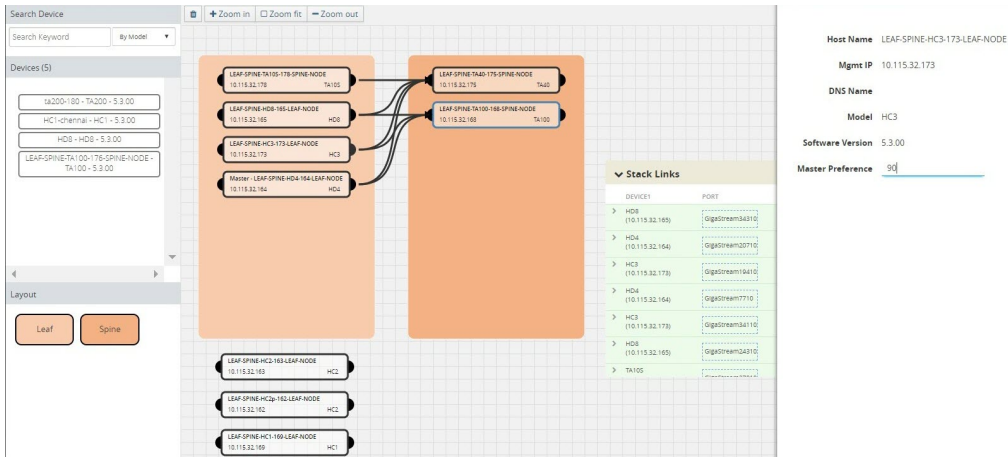 Search Device
Search Keyword
By Model
Devices (5)
ta200-180 - TA200 - 5.3.00
HC1-chennai - HC1 - 5.3.00
HD8 - HD8 - 5.3.00
LEAF-SPINE-TA100-176-SPINE-NODE -
TA100 - 5.3.00
Layout
Leaf
Spine
Zoom in
Zoom fit
Zoom out
LEAF-SPINE-TA10S-178-SPINE-NODE
10.115.32.178 TA10S
LEAF-SPINE-HD8-165-LEAF-NODE
10.115.32.165 HD8
LEAF-SPINE-HC3-173-LEAF-NODE
10.115.32.173 HC3
Master - LEAF-SPINE-HD4-164-LEAF-NODE
10.115.32.164 HD4
LEAF-SPINE-TA40-175-SPINE-NODE
10.115.32.175 TA40
LEAF-SPINE-TA100-168-SPINE-NODE
10.115.32.168 TA100
LEAF-SPINE-HC2-163-LEAF-NODE
10.115.32.163 HC2
LEAF-SPINE-HC2p-162-LEAF-NODE
10.115.32.162 HC2
LEAF-SPINE-HC1-169-LEAF-NODE
10.115.32.169 HC1
Stack Links
DEVICE1 PORT
HD8
(10.115.32.165) GigaStream34310
HD4
(10.115.32.164) GigaStream20710
HC3
(10.115.32.173) GigaStream19410
HD4
(10.115.32.164) GigaStream7710
HC3
(10.115.32.173) GigaStream34110
HD8
(10.115.32.165) GigaStream24310
TA10S
Host Name LEAF-SPINE-HC3-173-LEAF-NODE
Mgmt IP 10.115.32.173
DNS Name
Model HC3
Software Version 5.3.00
Master Preference 90